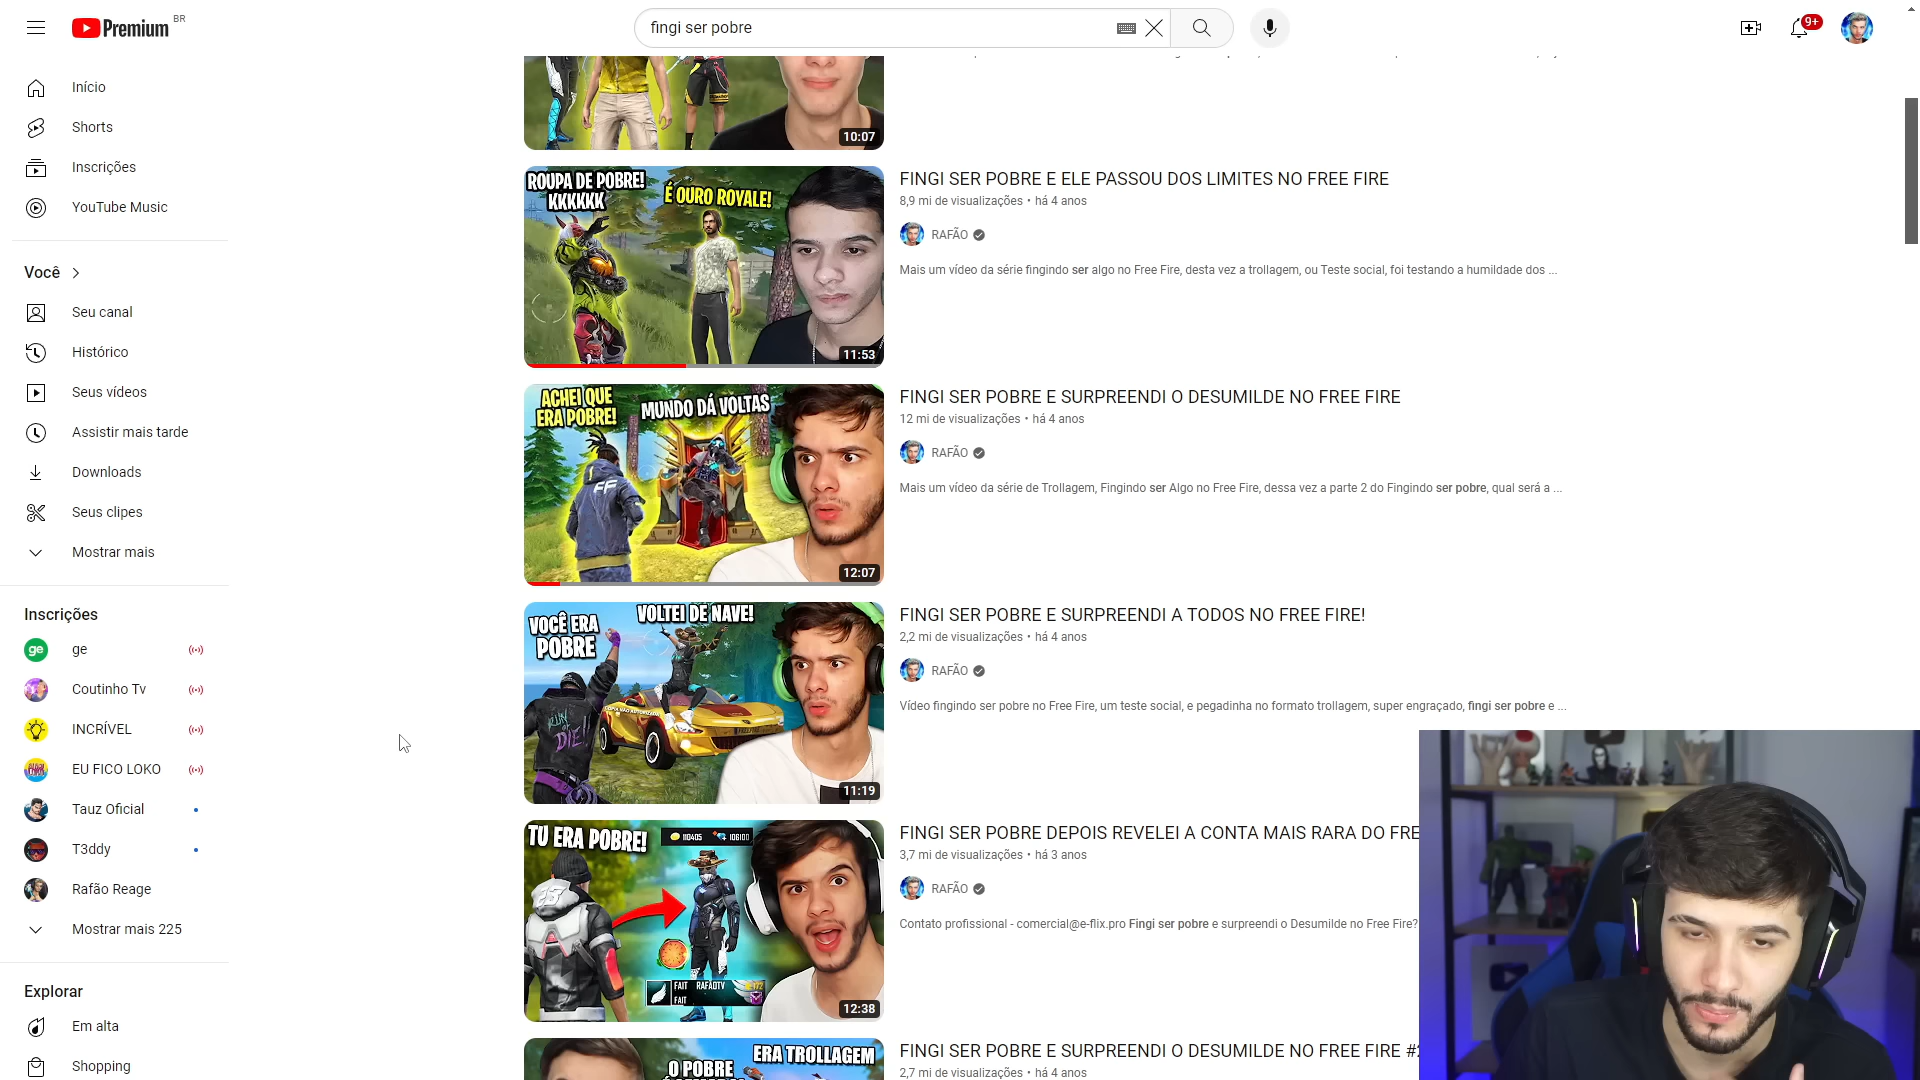 Premium BR
fingi ser pobre
9+
Início
Shorts
Inscrições
YouTube Music
Você
Seu canal
Histórico
Seus vídeos
Assistir mais tarde
Downloads
Seus clipes
Mostrar mais
Inscrições
ge
ge
Coutinho Tv
INCRÍVEL
EU FICO LOKO
Tauz Oficial
T3ddy
Rafão Reage
Mostrar mais 225
Explorar
Em alta
Shopping
10:07
ROUPA DE POBRE!
KKKKKK
É OURO ROYALE!
11:53
FINGI SER POBRE E ELE PASSOU DOS LIMITES NO FREE FIRE
8,9 mi de visualizações • há 4 anos
RAFÃO
Mais um vídeo da série fingindo ser algo no Free Fire, desta vez a trollagem, ou Teste social, foi testando a humildade dos ...
ACHEI QUE
ERA POBRE!
MUNDO DÁ VOLTAS
FF
12:07
FINGI SER POBRE E SURPREENDI O DESUMILDE NO FREE FIRE
12 mi de visualizações • há 4 anos
RAFÃO
Mais um vídeo da série de Trollagem, Fingindo ser Algo no Free Fire, dessa vez a parte 2 do Fingindo ser pobre, qual será a ...
VOCÊ ERA
POBRE
VOLTEI DE NAVE!
RUN
OR
DIE!!
11:19
FINGI SER POBRE E SURPREENDI A TODOS NO FREE FIRE!
2,2 mi de visualizações • há 4 anos
RAFÃO
Vídeo fingindo ser pobre no Free Fire, um teste social, e pegadinha no formato trollagem, super engraçado, fingi ser pobre e ...
TU ERA POBRE!
110405
106100
FAIT RAFAOTV
FAIT
12:38
FINGI SER POBRE DEPOIS REVELEI A CONTA MAIS RARA DO FRE
3,7 mi de visualizações • há 3 anos
RAFÃO
Contato profissional - comercial@e-flix.pro Fingi ser pobre e surpreendi o Desumilde no Free Fire?
O POBRE
ERA TROLLAGEM
FINGI SER POBRE E SURPREENDI O DESUMILDE NO FREE FIRE #2
2,7 mi de visualizações • há 4 anos